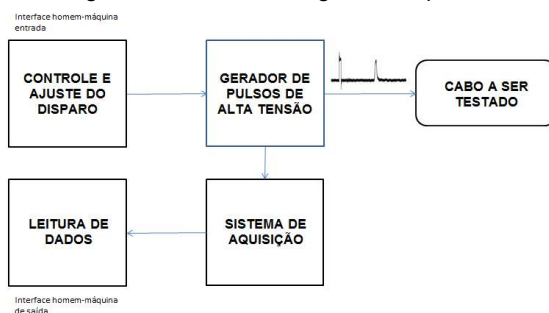 Interface homem-máquina
entrada
CONTROLE E
AJUSTE DO
DISPARO
GERADOR DE
PULSOS DE
ALTA TENSÃO
CABO A SER
TESTADO
LEITURA DE
DADOS
SISTEMA DE
AQUISIÇÃO
Interface homem-máquina
de saída